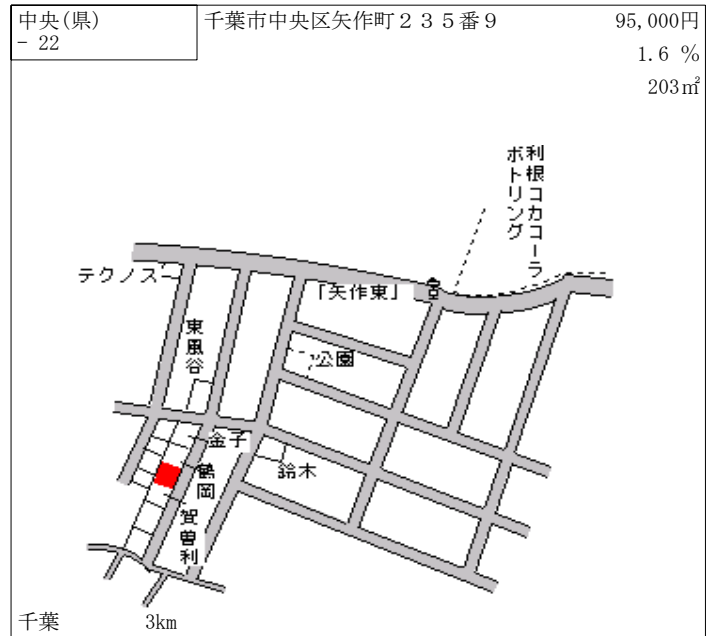 中央(県)
- 22
千葉市中央区矢作町２３５番９
95,000円
1.6 %
203㎡
利根コカコーラ
ボトリング
テクノス
「矢作東」
東風谷
公園
金子
鶴岡
鈴木
賀曽利
千葉 3km